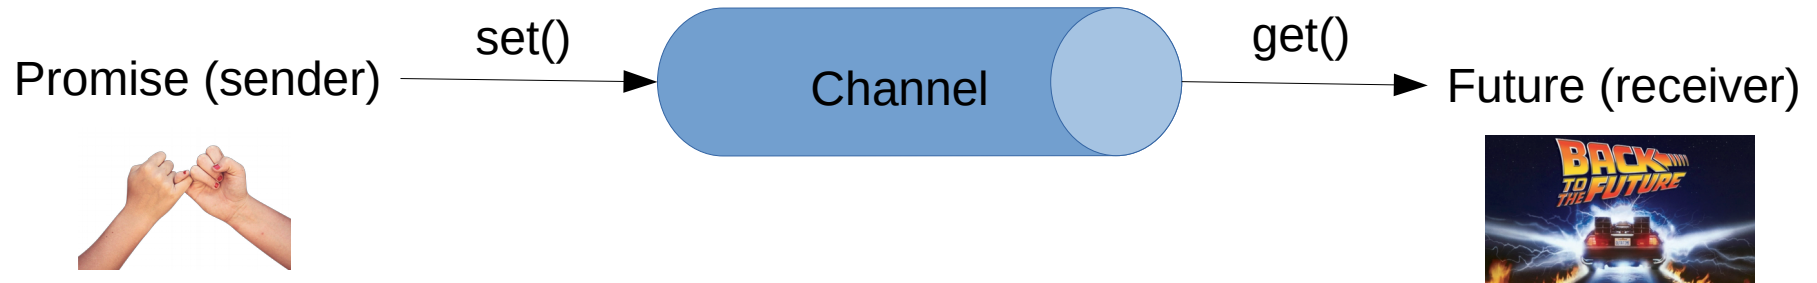 set()
get()
Promise (sender)
Channel
Future (receiver)
BACK
TO
THE FUTURE